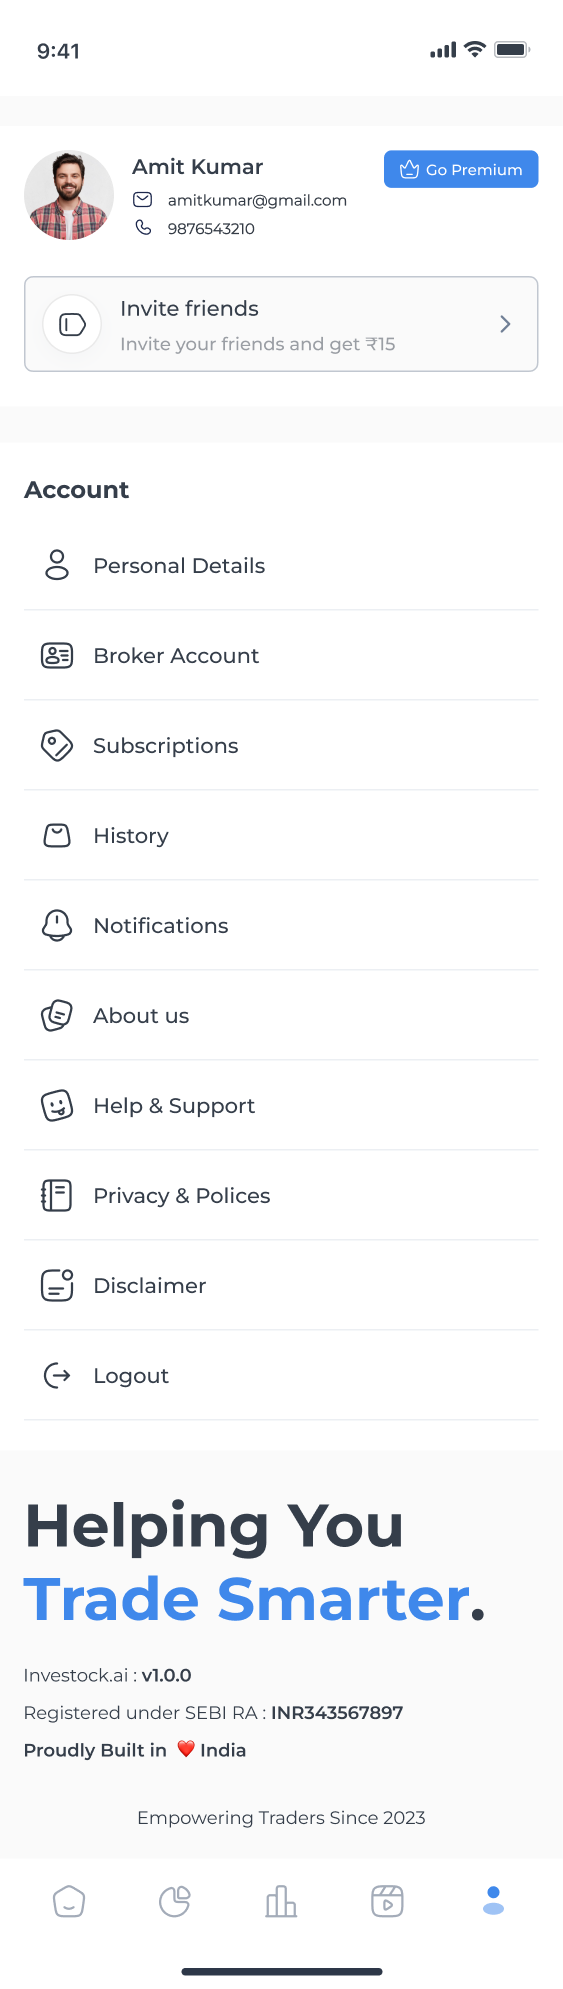 9:41
Amit Kumar
Go Premium
amitkumar@gmail.com
9876543210
Invite friends
Invite your friends and get ₹15
Account
Personal Details
Broker Account
Subscriptions
History
Notifications
About us
Help & Support
Privacy & Polices
Disclaimer
Logout
Helping You
Trade Smarter.
Investock.ai : v1.0.0
Registered under SEBI RA : INR343567897
Proudly Built in ❤️ India
Empowering Traders Since 2023